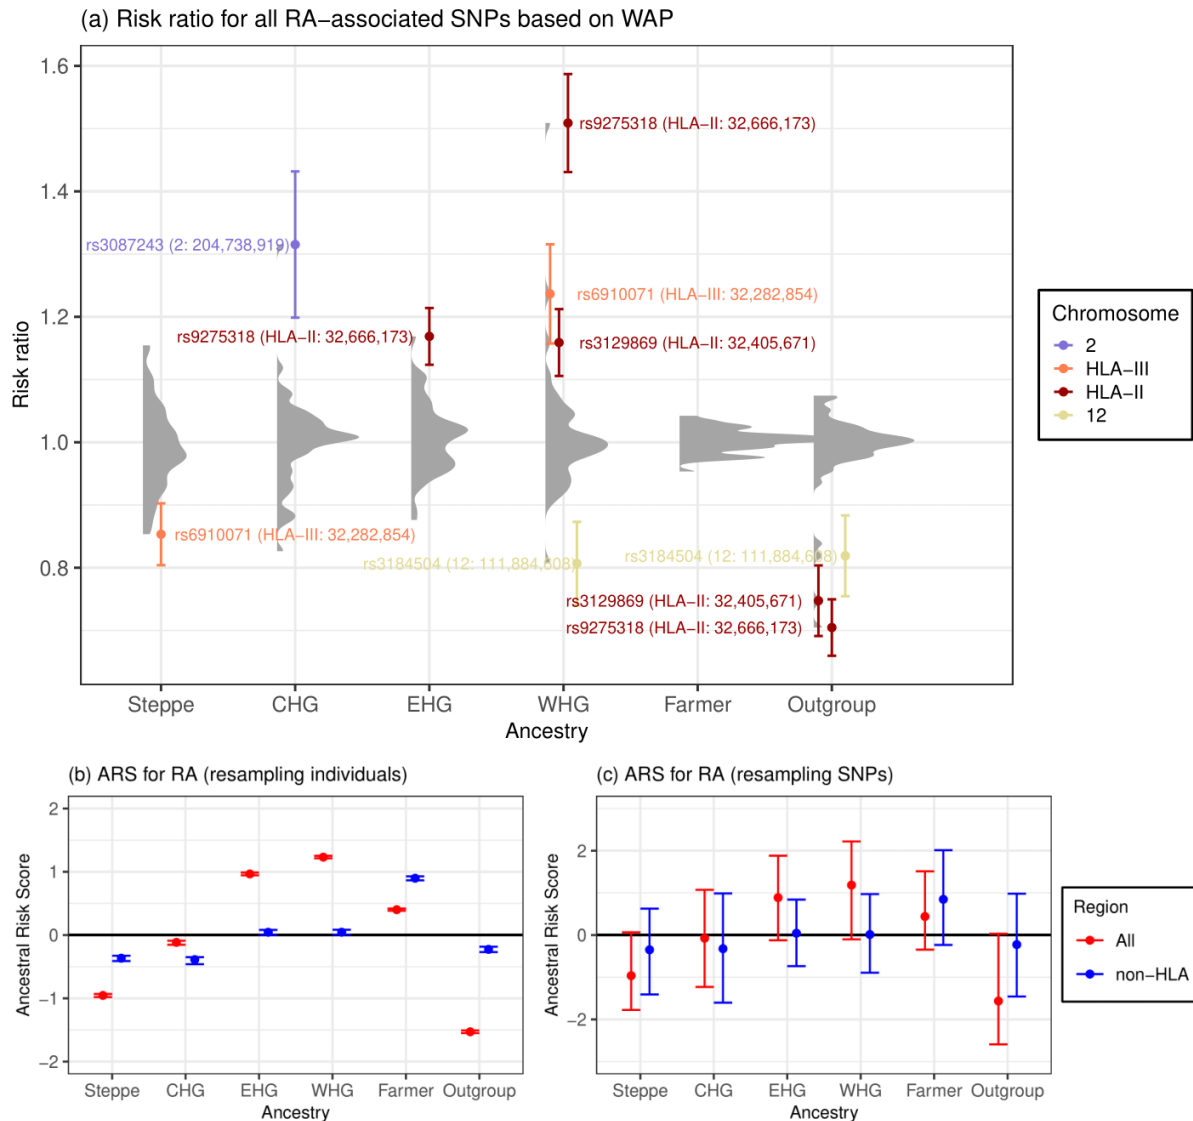 (a) Risk ratio for all RA−associated SNPs based on WAP
1.6
1.4
1.2
1.0
0.8
Risk ratio
rs9275318 (HLA−II: 32,666,173)
rs3087243 (2: 204,738,919)
rs6910071 (HLA−III: 32,282,854)
rs9275318 (HLA−II: 32,666,173)
rs3129869 (HLA−II: 32,405,671)
rs6910071 (HLA−III: 32,282,854)
rs3184504 (12: 111,884,608)
rs3184504 (12: 111,884,608)
rs3129869 (HLA−II: 32,405,671)
rs9275318 (HLA−II: 32,666,173)
Steppe CHG EHG WHG Farmer Outgroup
Ancestry
Chromosome
2
HLA−III
HLA−II
12
(b) ARS for RA (resampling individuals)
2
1
0
−1
−2
Ancestral Risk Score
Steppe CHG EHG WHG Farmer Outgroup
Ancestry
(c) ARS for RA (resampling SNPs)
2
0
−2
Ancestral Risk Score
Steppe CHG EHG WHG Farmer Outgroup
Ancestry
Region
All
non−HLA